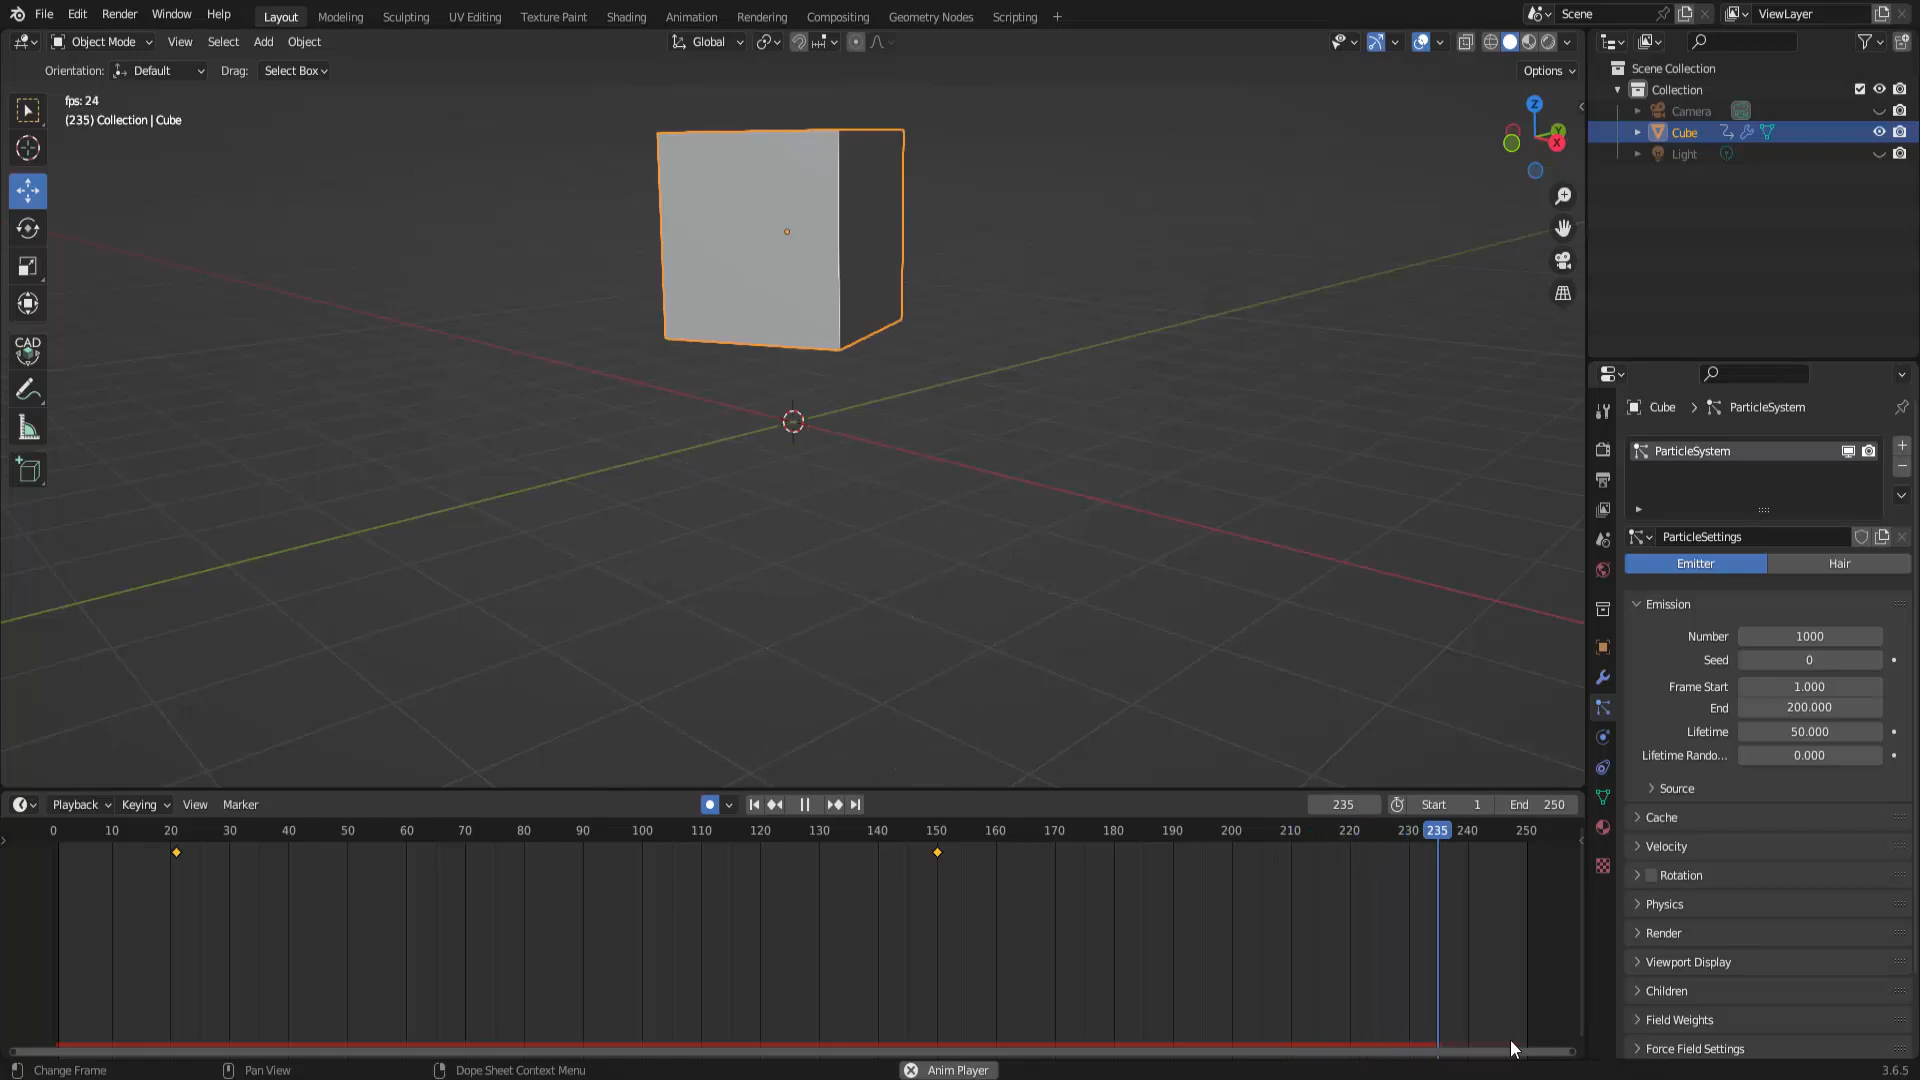 File Edit Render Window Help Layout Modeling Sculpting UV Editing Texture Paint Shading Animation Rendering Compositing Geometry Nodes Scripting + Scene ViewLayer
Object Mode View Select Add Object Global
Orientation: Default Drag: Select Box Options
fps: 24
(235) Collection | Cube
Z
Y
X
CAD
Scene Collection
Collection
Camera
Cube
Light
Cube > ParticleSystem
ParticleSystem
ParticleSettings
Emitter Hair
Emission
Number 1000
Seed 0
Frame Start 1.000
End 200.000
Lifetime 50.000
Lifetime Rando... 0.000
Source
Cache
Velocity
Rotation
Physics
Render
Viewport Display
Children
Field Weights
Force Field Settings
Playback Keying View Marker 235 Start 1 End 250
0 10 20 30 40 50 60 70 80 90 100 110 120 130 140 150 160 170 180 190 200 210 220 230 235 240 250
Change Frame Pan View Dope Sheet Context Menu Anim Player 3.6.5